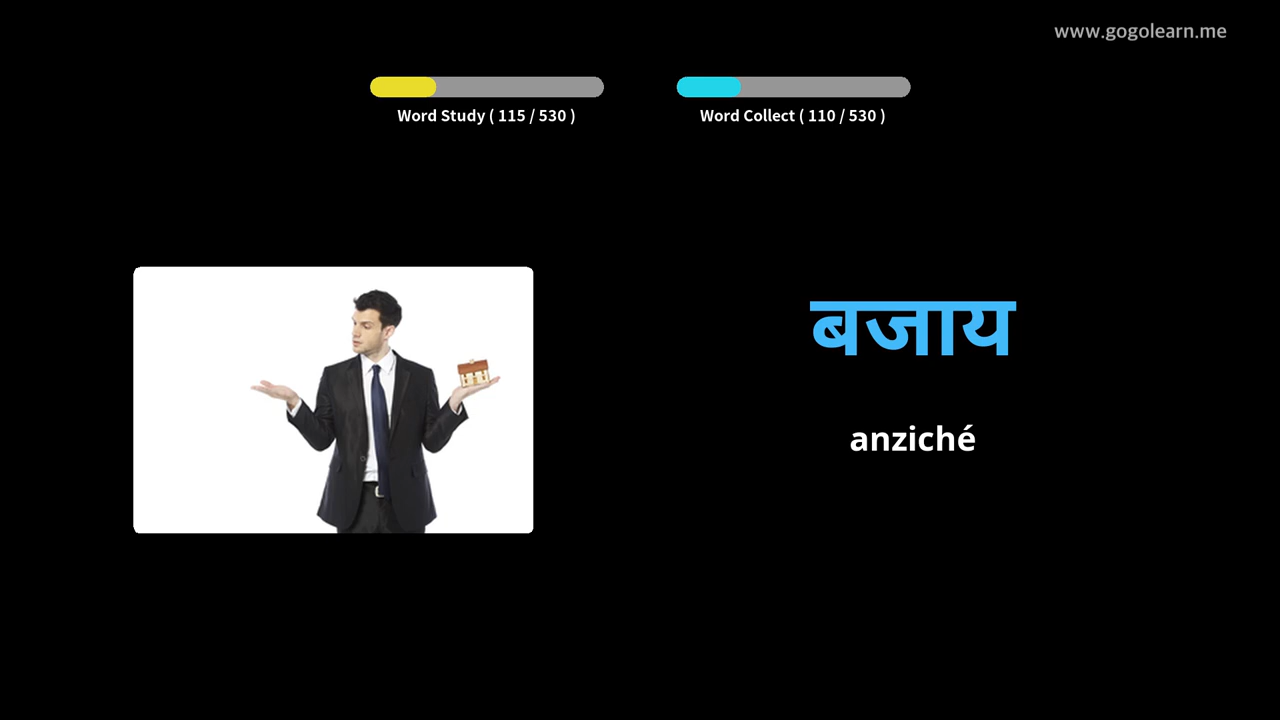 www.gogolearn.me
Word Study ( 115 / 530 )
Word Collect ( 110 / 530 )
बजाय
anziché